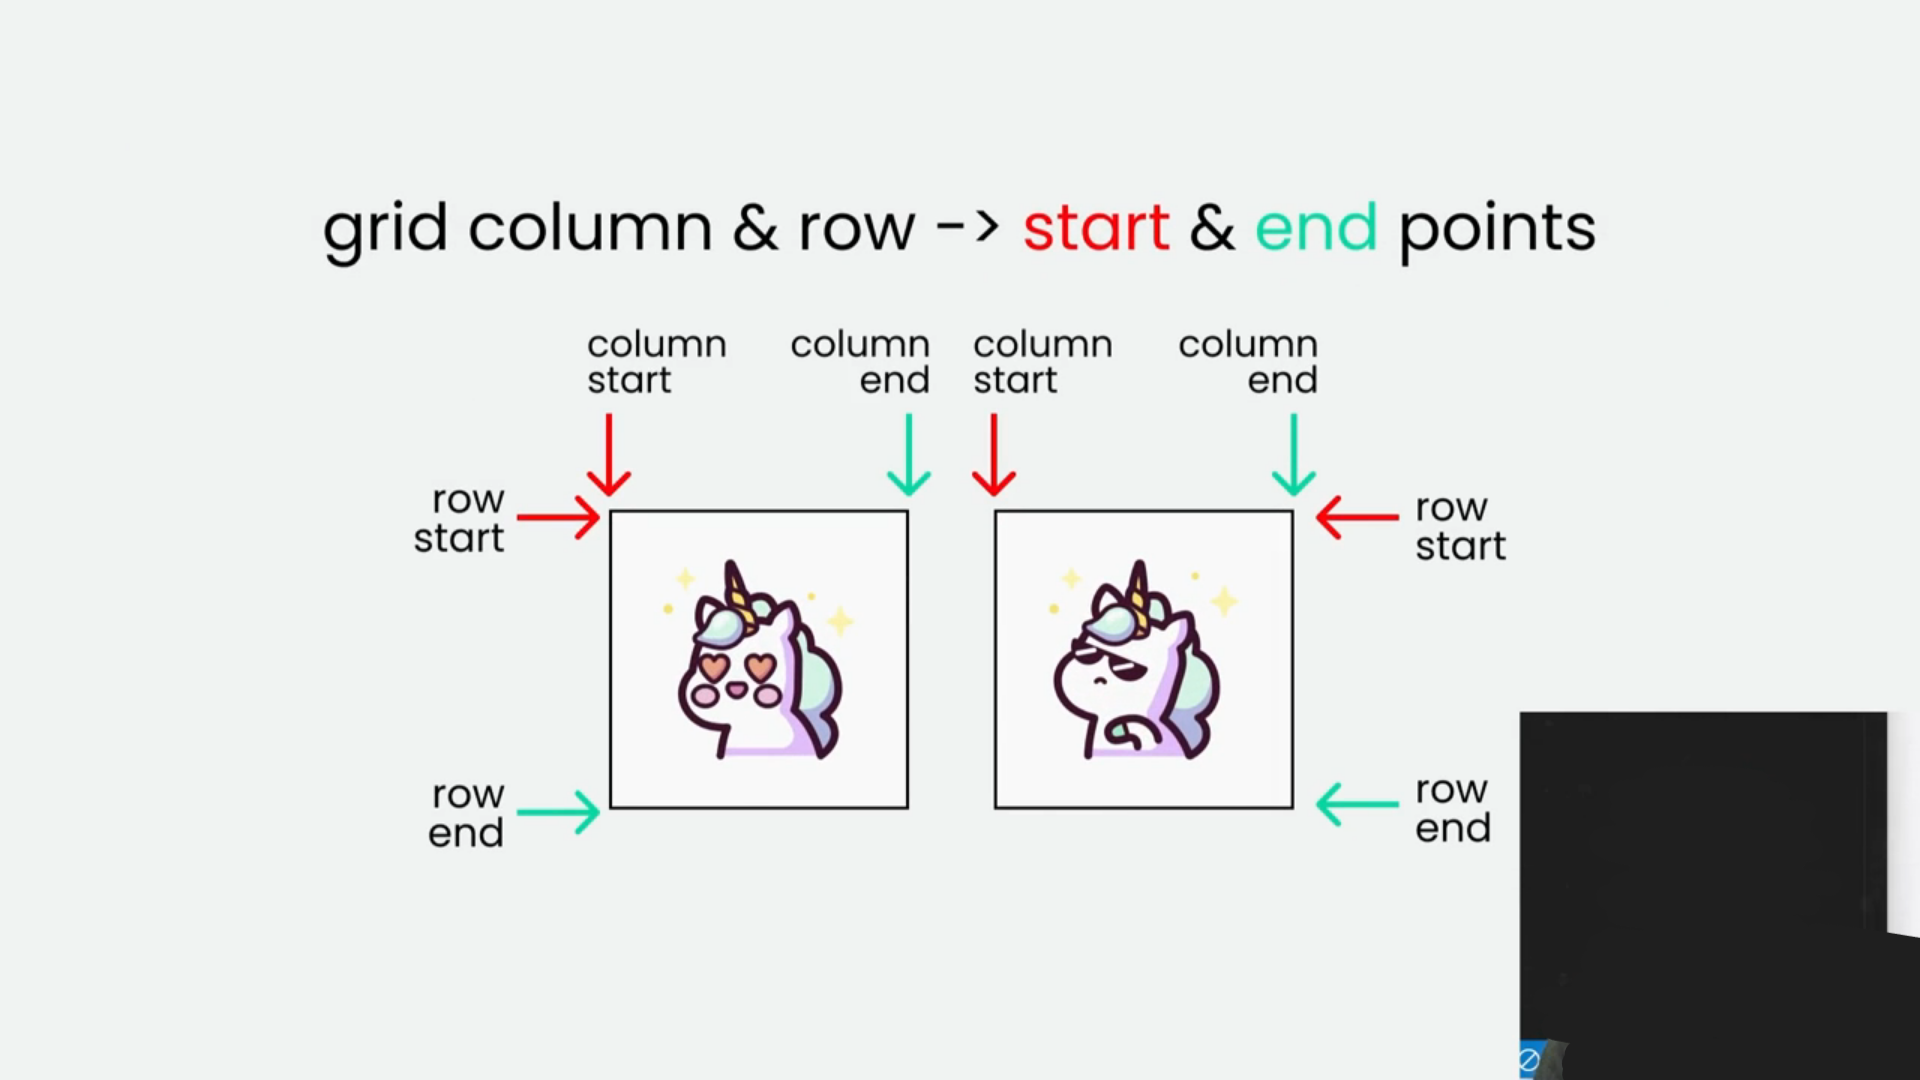 grid column & row -> start & end points
column
start
column
end
column
start
column
end
row
start
row
start
row
end
row
end